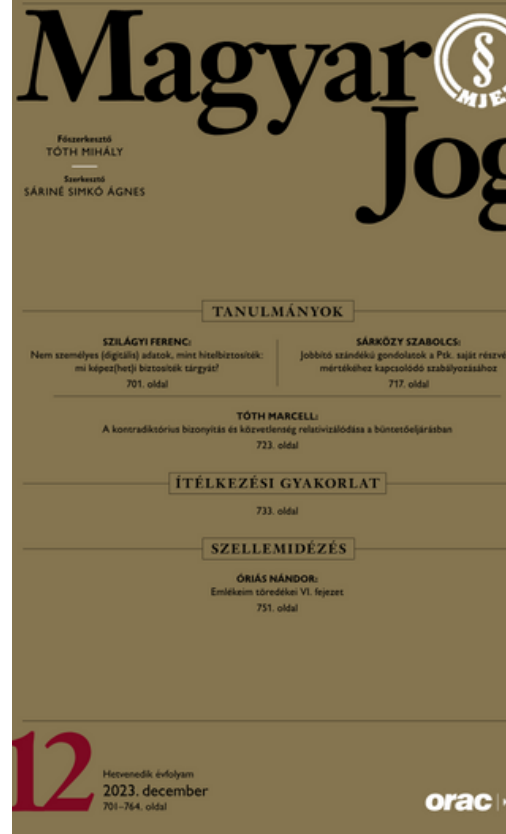 Magyar
Jog
§
MJE
Főszerkesztő
TÓTH MIHÁLY
Szerkesztő
SÁRINÉ SIMKÓ ÁGNES
TANULMÁNYOK
SZILÁGYI FERENC:
Nem személyes (digitális) adatok, mint hitelbiztosíték:
mi képez(het)i biztosíték tárgyát?
701. oldal
SÁRKÖZY SZABOLCS:
Jobbító szándékú gondolatok a Ptk. saját részvé
mértékéhez kapcsolódó szabályozásához
717. oldal
TÓTH MARCELL:
A kontradiktórius bizonyítás és közvetlenség relativizálódása a büntetőeljárásban
723. oldal
ÍTÉLKEZÉSI GYAKORLAT
733. oldal
SZELLEMIDÉZÉS
ÓRIÁS NÁNDOR:
Emlékeim töredékei VI. fejezet
751. oldal
12
Hetvenedik évfolyam
2023. december
701–764. oldal
orac